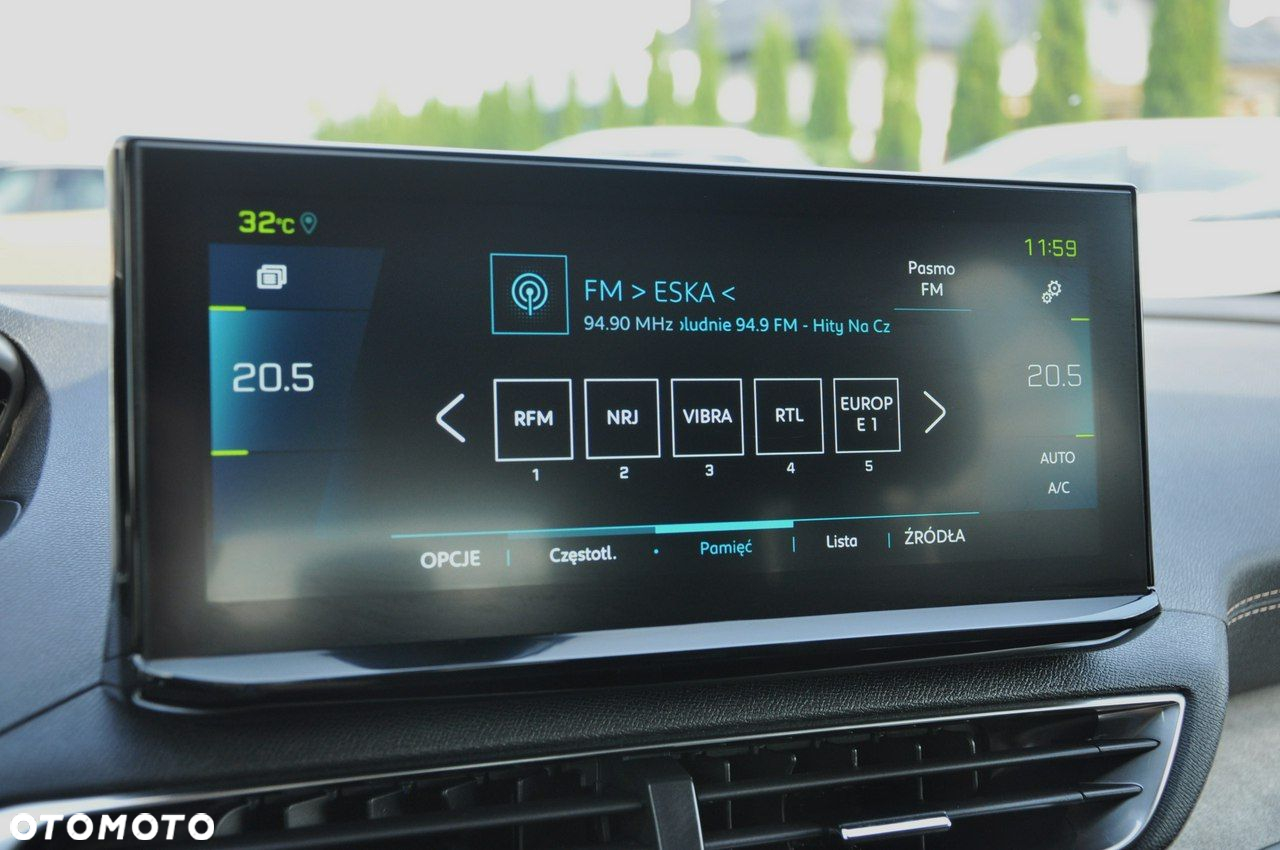 32°C
11:59
Pasmo
FM
FM > ESKA <
94.90 MHz ołudnie 94.9 FM - Hity Na Cz
20.5
20.5
RFM
NRJ
VIBRA
RTL
EUROP
E 1
1
2
3
4
5
AUTO
A/C
OPCJE
Częstotl.
Pamięć
Lista
ŹRÓDŁA
OTOMOTO